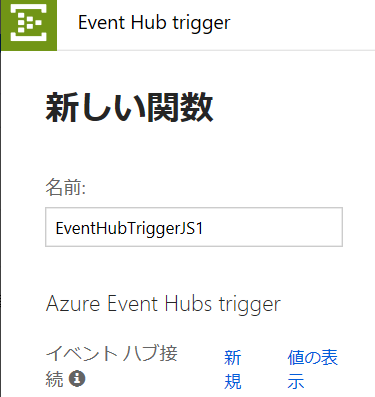 Event Hub trigger
新しい関数
名前:
EventHubTriggerJS1
Azure Event Hubs trigger
イベント ハブ接
続
新
規
値の表
示